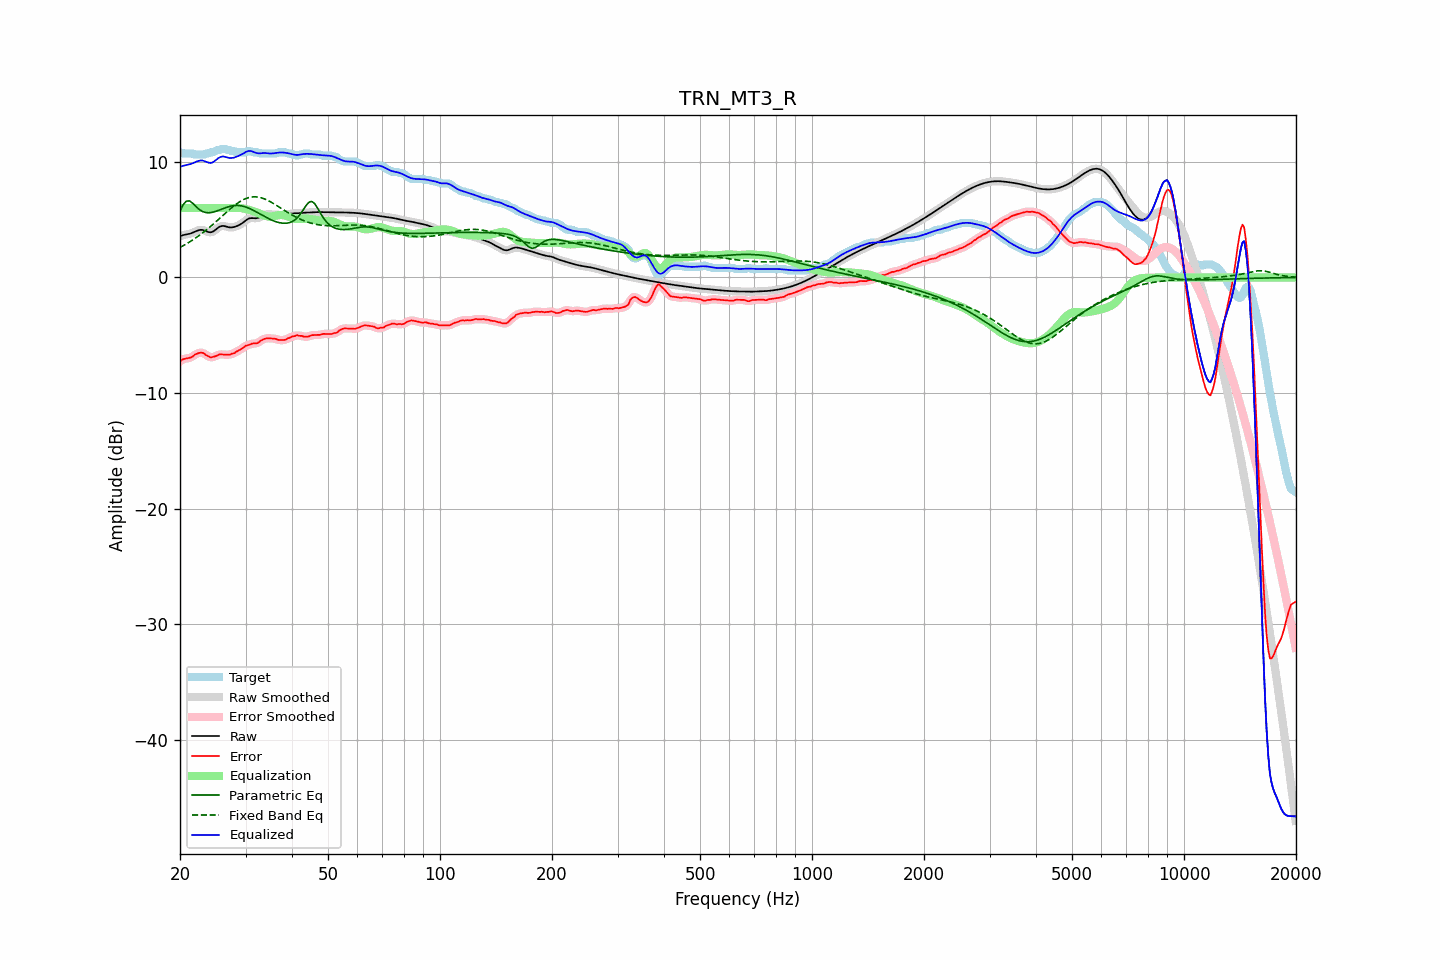 TRN_MT3_R
Amplitude (dBr)
10
0
−10
−20
−30
−40
Target
Raw Smoothed
Error Smoothed
Raw
Error
Equalization
Parametric Eq
Fixed Band Eq
Equalized
20
50
100
200
500
1000
2000
5000
10000
20000
Frequency (Hz)